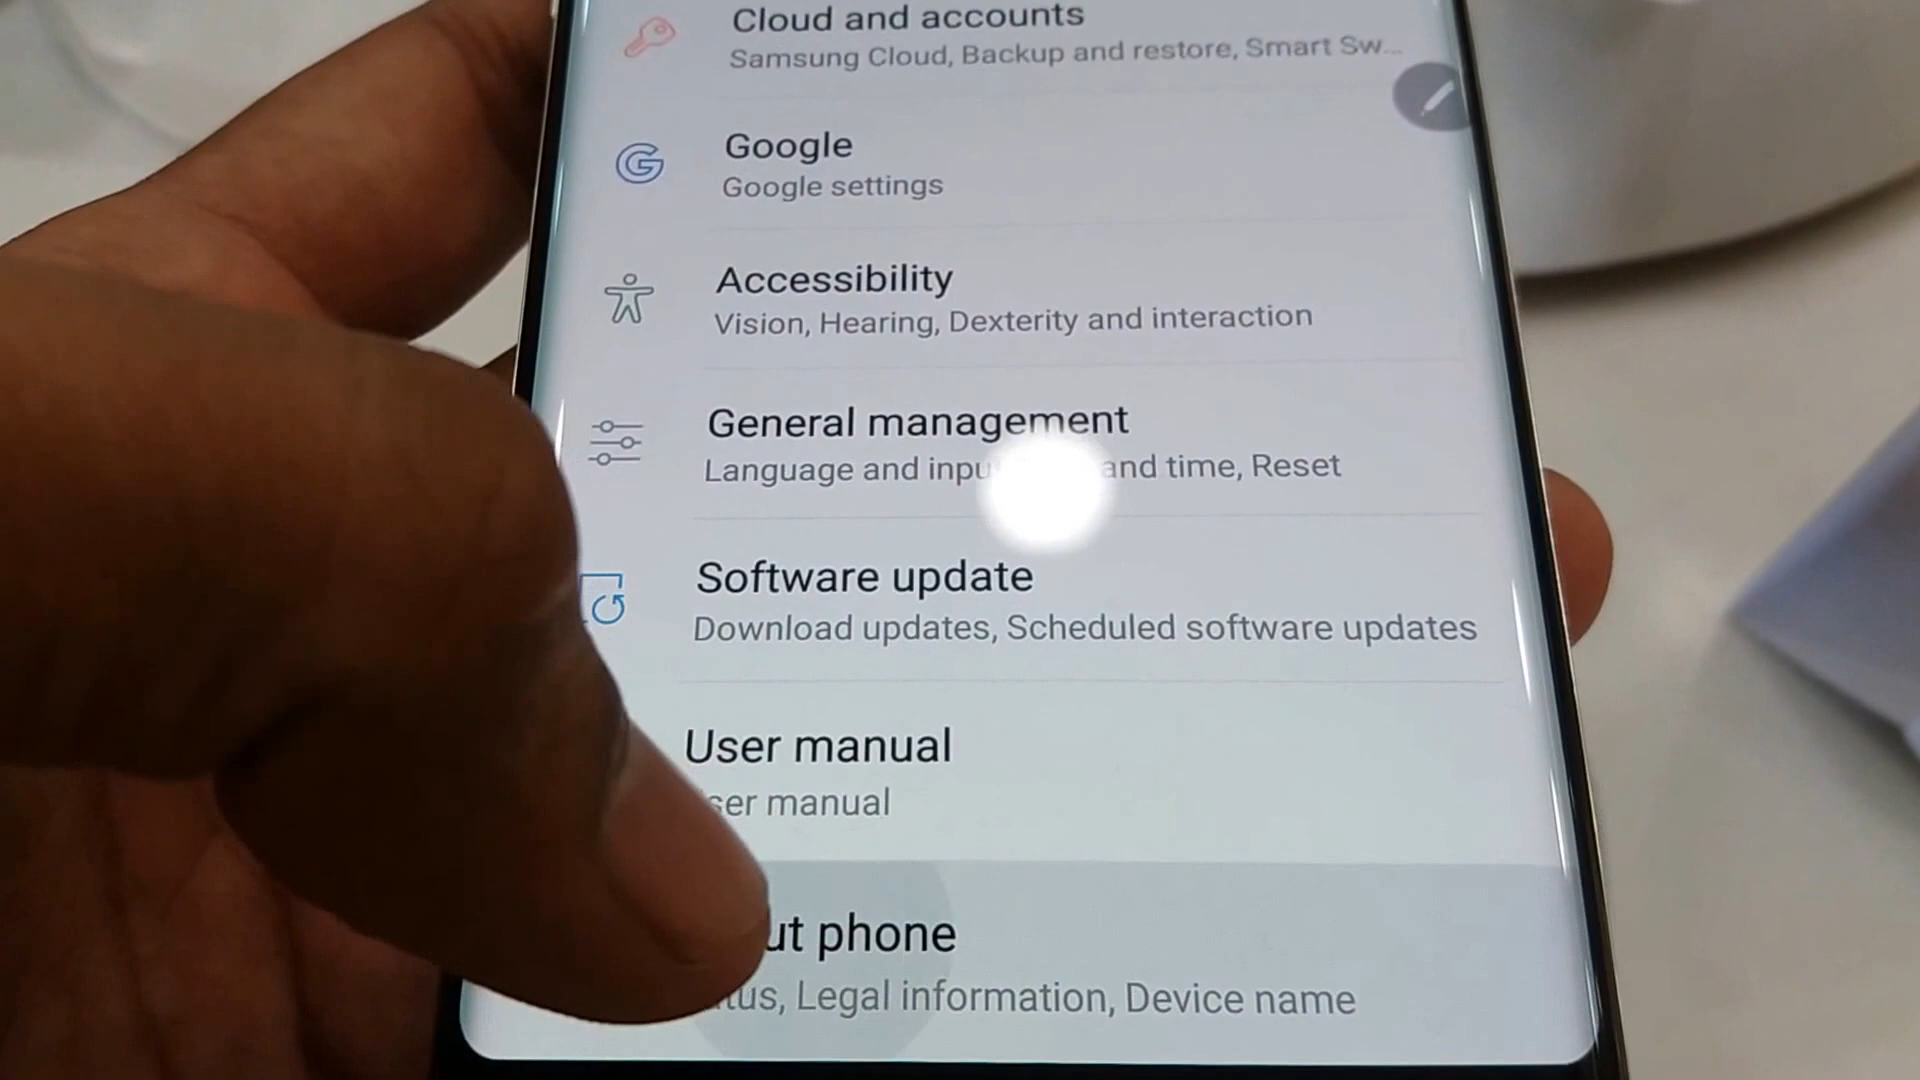 Cloud and accounts
Samsung Cloud, Backup and restore, Smart Sw...
Google
Google settings
Accessibility
Vision, Hearing, Dexterity and interaction
General management
Language and inpu and time, Reset
Software update
Download updates, Scheduled software updates
User manual
ser manual
ut phone
tus, Legal information, Device name